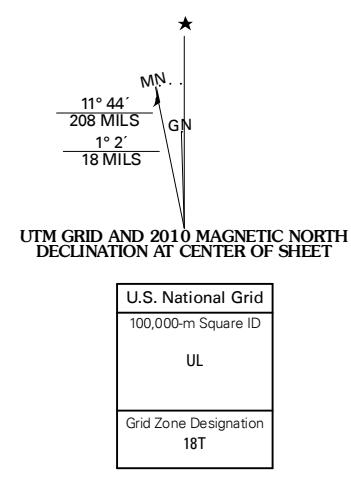 ★
MN
11° 44´
208 MILS
GN
1° 2´
18 MILS
UTM GRID AND 2010 MAGNETIC NORTH
DECLINATION AT CENTER OF SHEET
U.S. National Grid
100,000-m Square ID
UL
Grid Zone Designation
18T